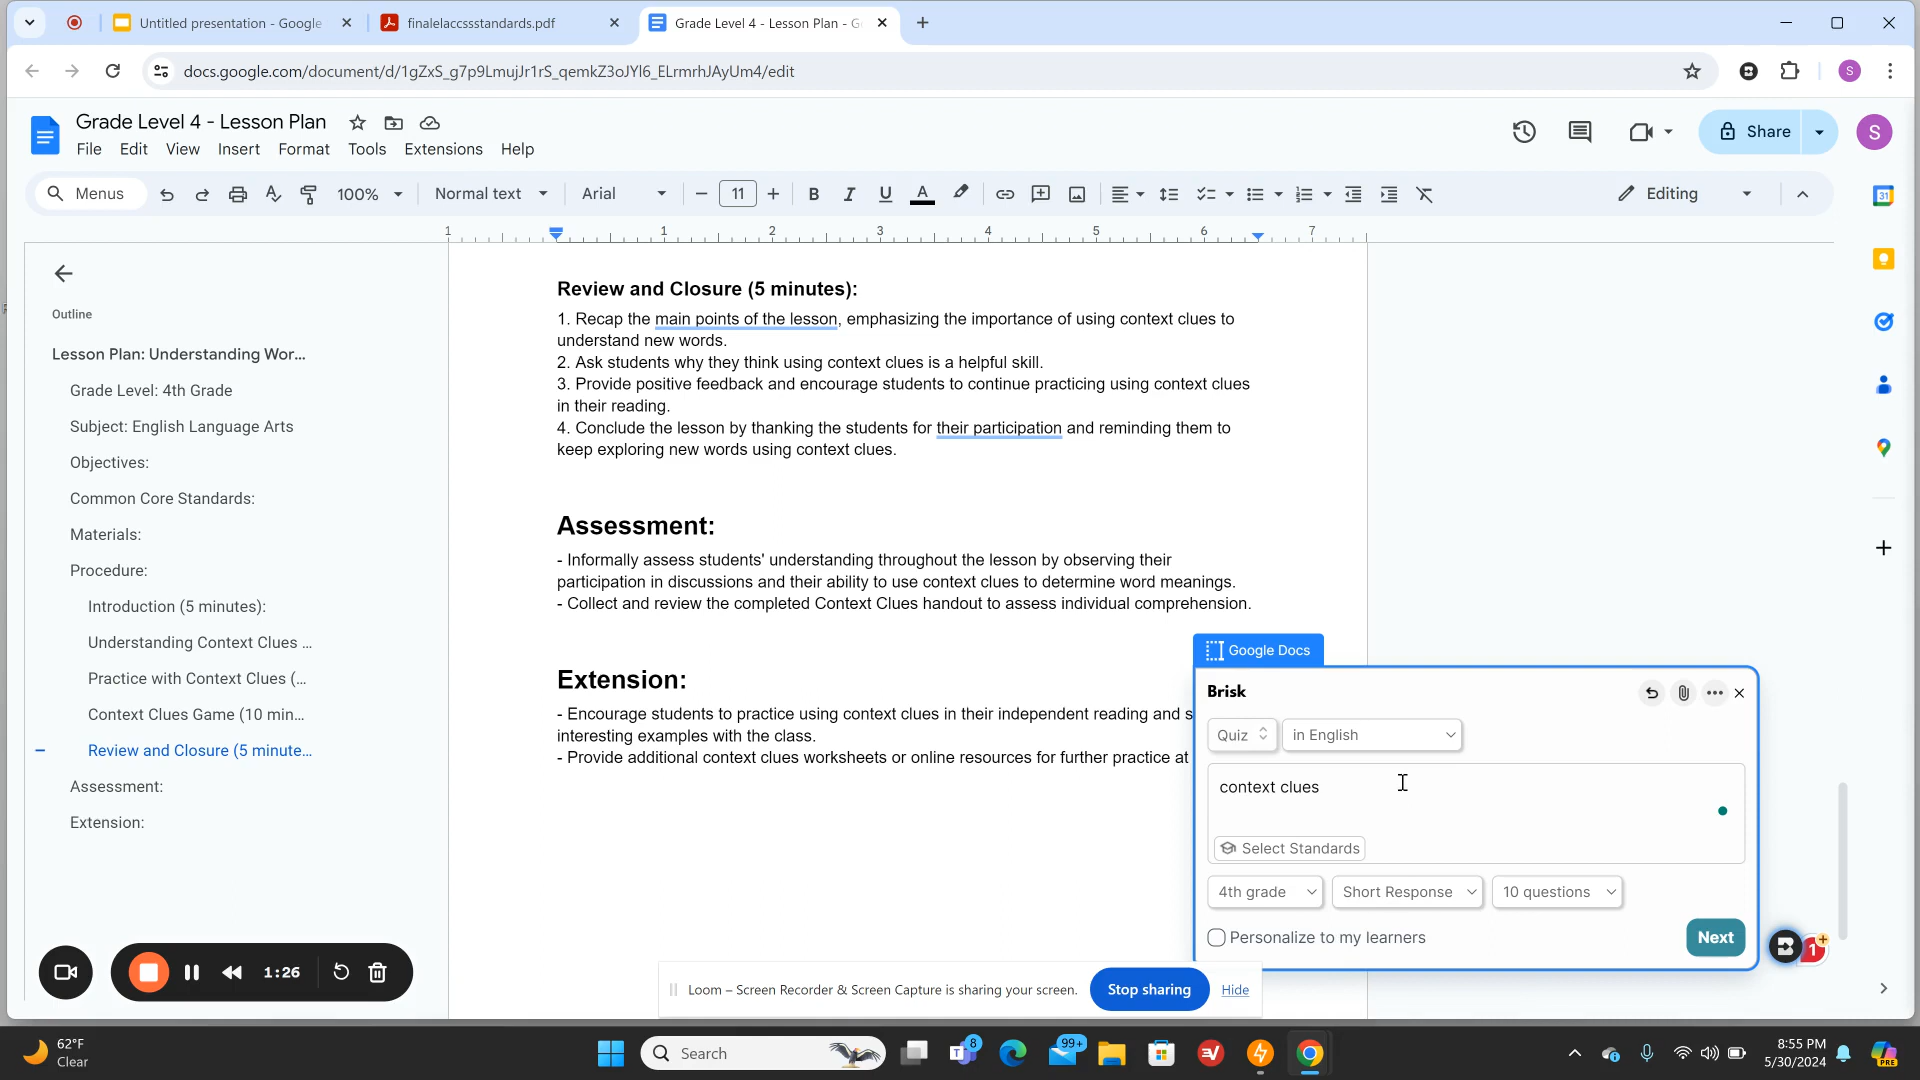 Untitled presentation - Google
finalelaccssstandards.pdf
Grade Level 4 - Lesson Plan - G
docs.google.com/document/d/1gZxS_g7p9LmujJr1rS_qemkZ3oJYl6_ELrmrhJAyUm4/edit
S
Grade Level 4 - Lesson Plan
File Edit View Insert Format Tools Extensions Help
Share
S
Menus
100%
Normal text
Arial
11
B I U A
Editing
1 1 2 3 4 5 6 7
31
Outline
Lesson Plan: Understanding Wor...
Grade Level: 4th Grade
Subject: English Language Arts
Objectives:
Common Core Standards:
Materials:
Procedure:
Introduction (5 minutes):
Understanding Context Clues ...
Practice with Context Clues (...
Context Clues Game (10 min...
Review and Closure (5 minute...
Assessment:
Extension:
Review and Closure (5 minutes):
1. Recap the main points of the lesson, emphasizing the importance of using context clues to
understand new words.
2. Ask students why they think using context clues is a helpful skill.
3. Provide positive feedback and encourage students to continue practicing using context clues
in their reading.
4. Conclude the lesson by thanking the students for their participation and reminding them to
keep exploring new words using context clues.
Assessment:
- Informally assess students' understanding throughout the lesson by observing their
participation in discussions and their ability to use context clues to determine word meanings.
- Collect and review the completed Context Clues handout to assess individual comprehension.
Extension:
- Encourage students to practice using context clues in their independent reading and s
interesting examples with the class.
- Provide additional context clues worksheets or online resources for further practice at
Google Docs
Brisk
Quiz
in English
context clues
Select Standards
4th grade
Short Response
10 questions
Personalize to my learners
Next
1
1:26
Loom – Screen Recorder & Screen Capture is sharing your screen.
Stop sharing
Hide
62°F
Clear
Search
8
99+
8:55 PM
5/30/2024
PRE